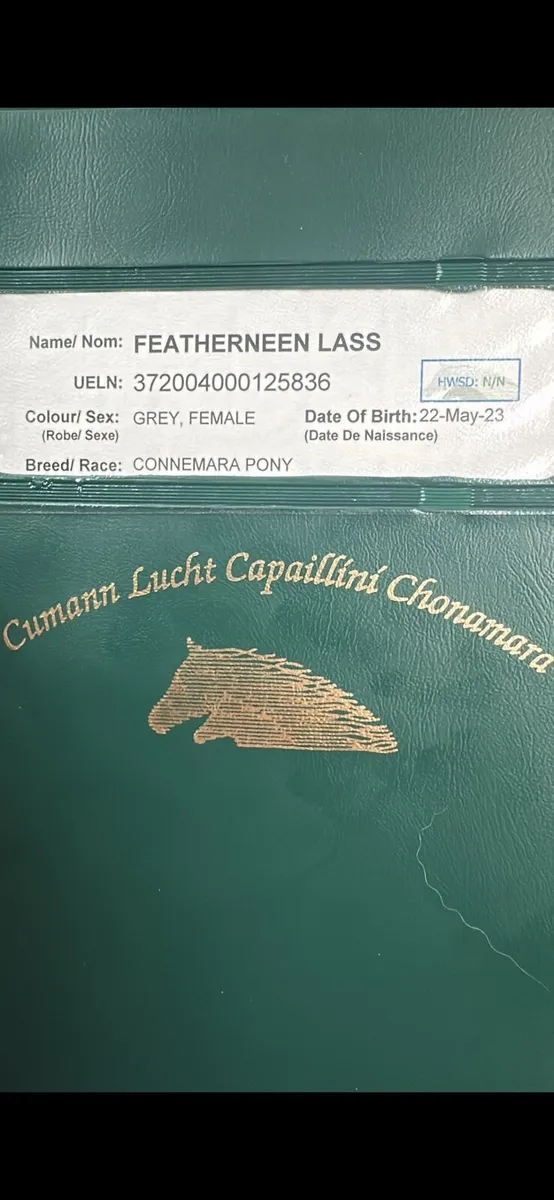 Name/ Nom: FEATHERNEEN LASS
UELN: 372004000125836
HWSD: N/N
Colour/ Sex: GREY, FEMALE Date Of Birth: 22-May-23
(Robe/ Sexe) (Date De Naissance)
Breed/ Race: CONNEMARA PONY
Cumann Lucht Capaillíní Chonamara